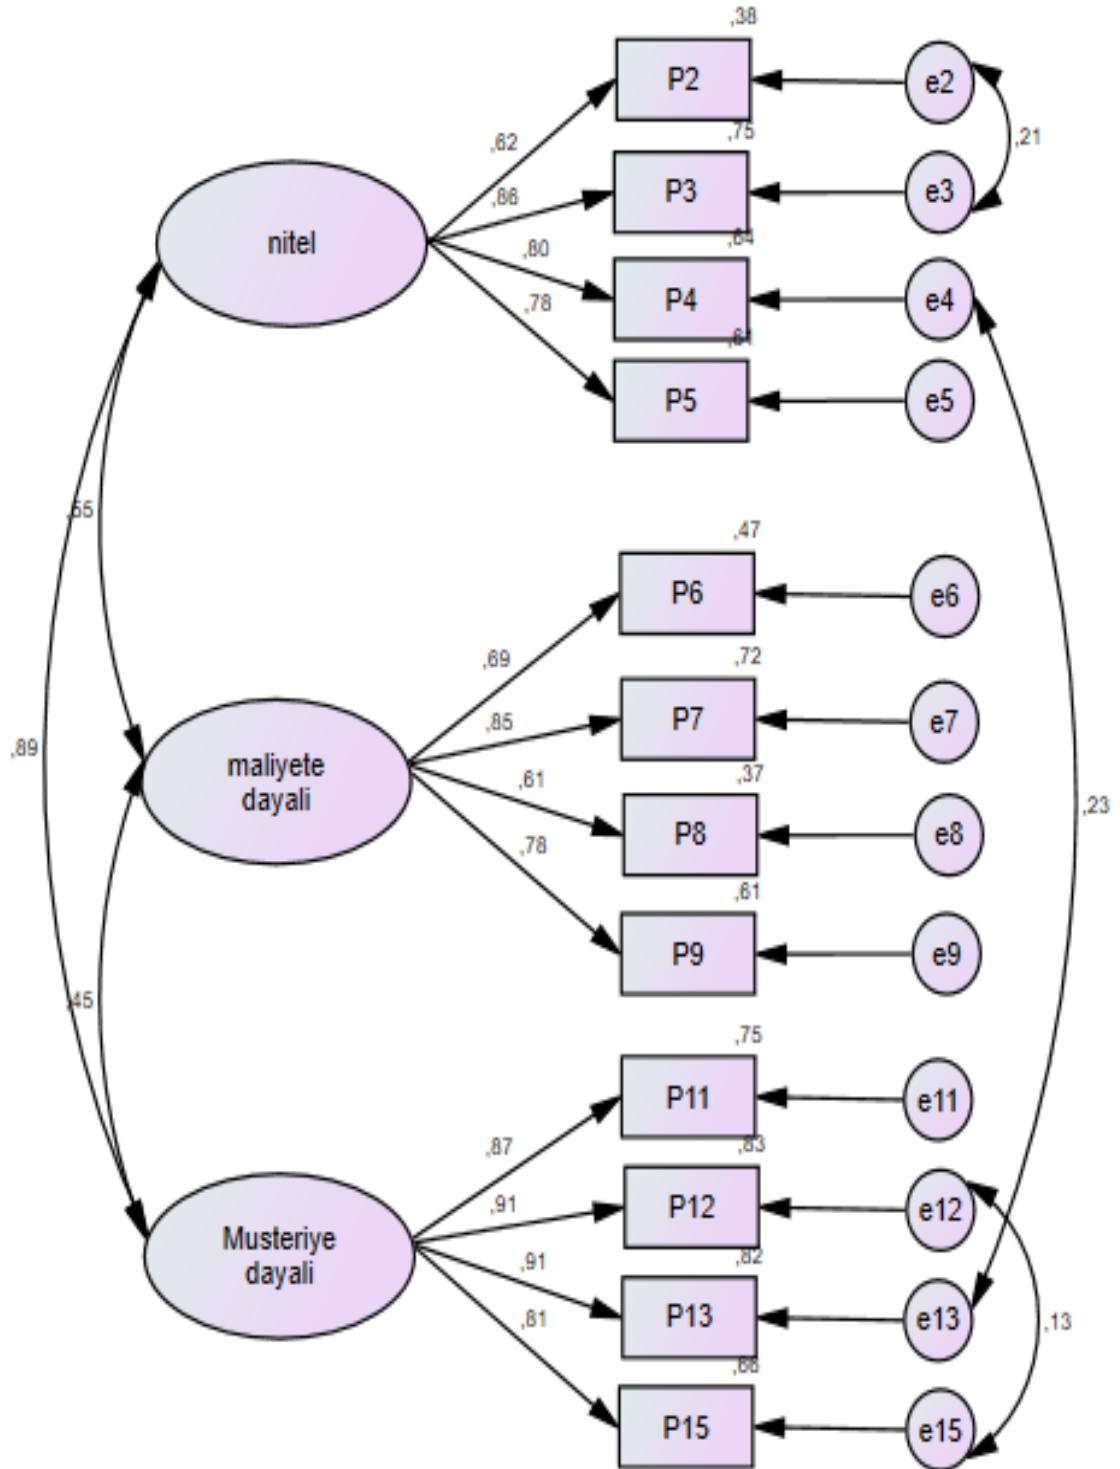 ,38
P2
e2
,62
,75
,21
P3
e3
,86
nitel
,64
,80
P4
e4
,78
,61
P5
e5
,55
,47
P6
e6
,69
,72
P7
e7
,85
,89
maliyete
dayali
,37
,61
P8
e8
,23
,78
,61
P9
e9
,45
,75
P11
e11
,87
,83
,91
P12
e12
Musteriye
dayali
,82
,91
P13
e13
,81
,13
,66
P15
e15